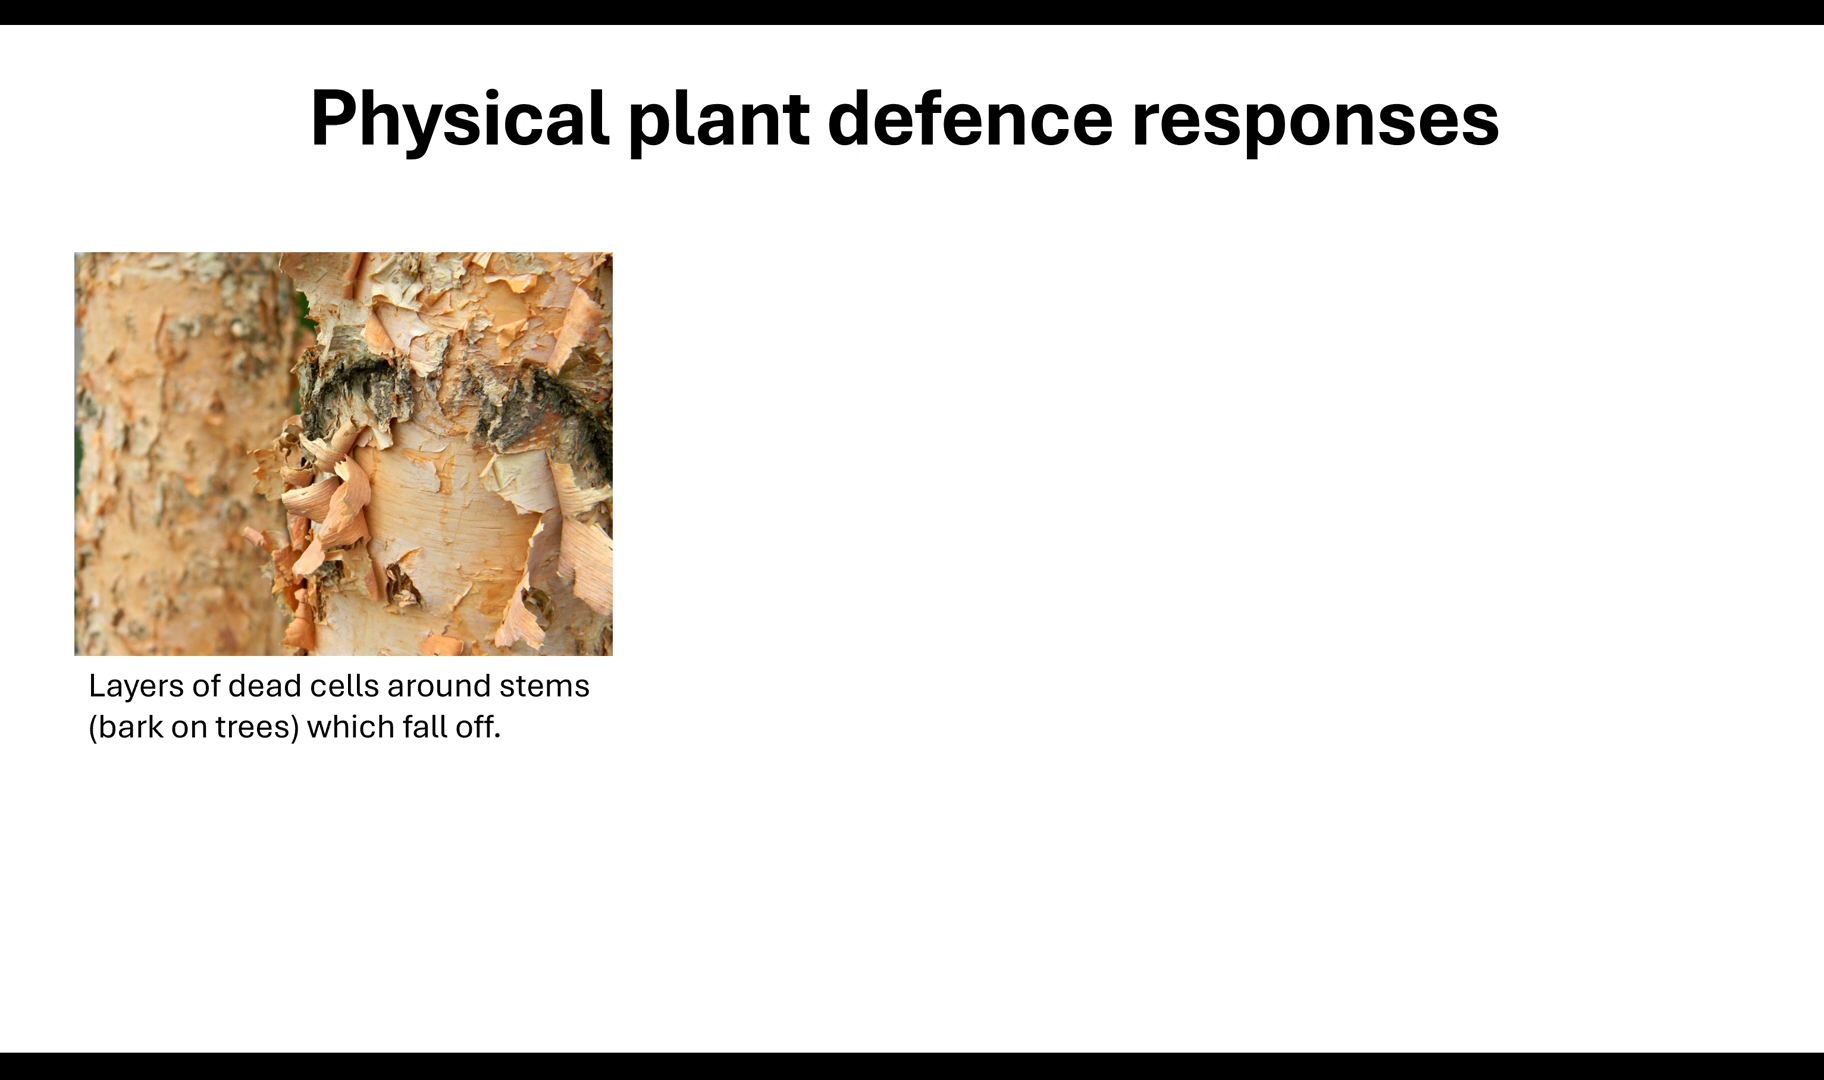 Physical plant defence responses
Layers of dead cells around stems
(bark on trees) which fall off.